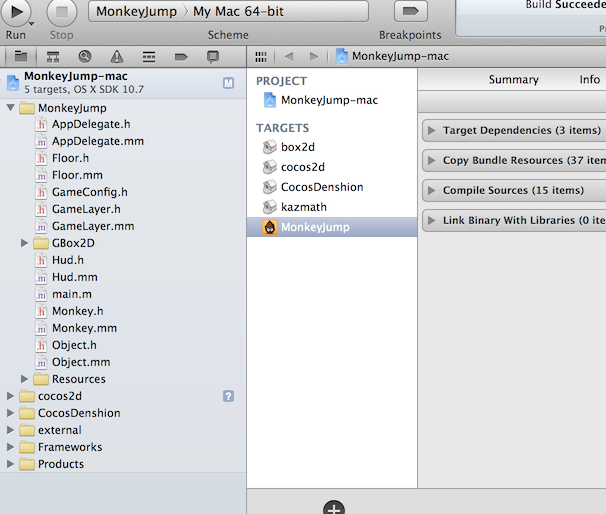 MonkeyJump › My Mac 64-bit
Build Succeede
Run
Stop
Scheme
Breakpoints
MonkeyJump-mac
5 targets, OS X SDK 10.7
M
MonkeyJump
h AppDelegate.h
m AppDelegate.mm
h Floor.h
m Floor.mm
h GameConfig.h
h GameLayer.h
m GameLayer.mm
GBox2D
h Hud.h
m Hud.mm
m main.m
h Monkey.h
m Monkey.mm
h Object.h
m Object.mm
Resources
cocos2d
?
CocosDenshion
external
Frameworks
Products
MonkeyJump-mac
PROJECT
MonkeyJump-mac
TARGETS
box2d
cocos2d
CocosDenshion
kazmath
MonkeyJump
Summary
Info
Target Dependencies (3 items)
Copy Bundle Resources (37 item
Compile Sources (15 items)
Link Binary With Libraries (0 ite